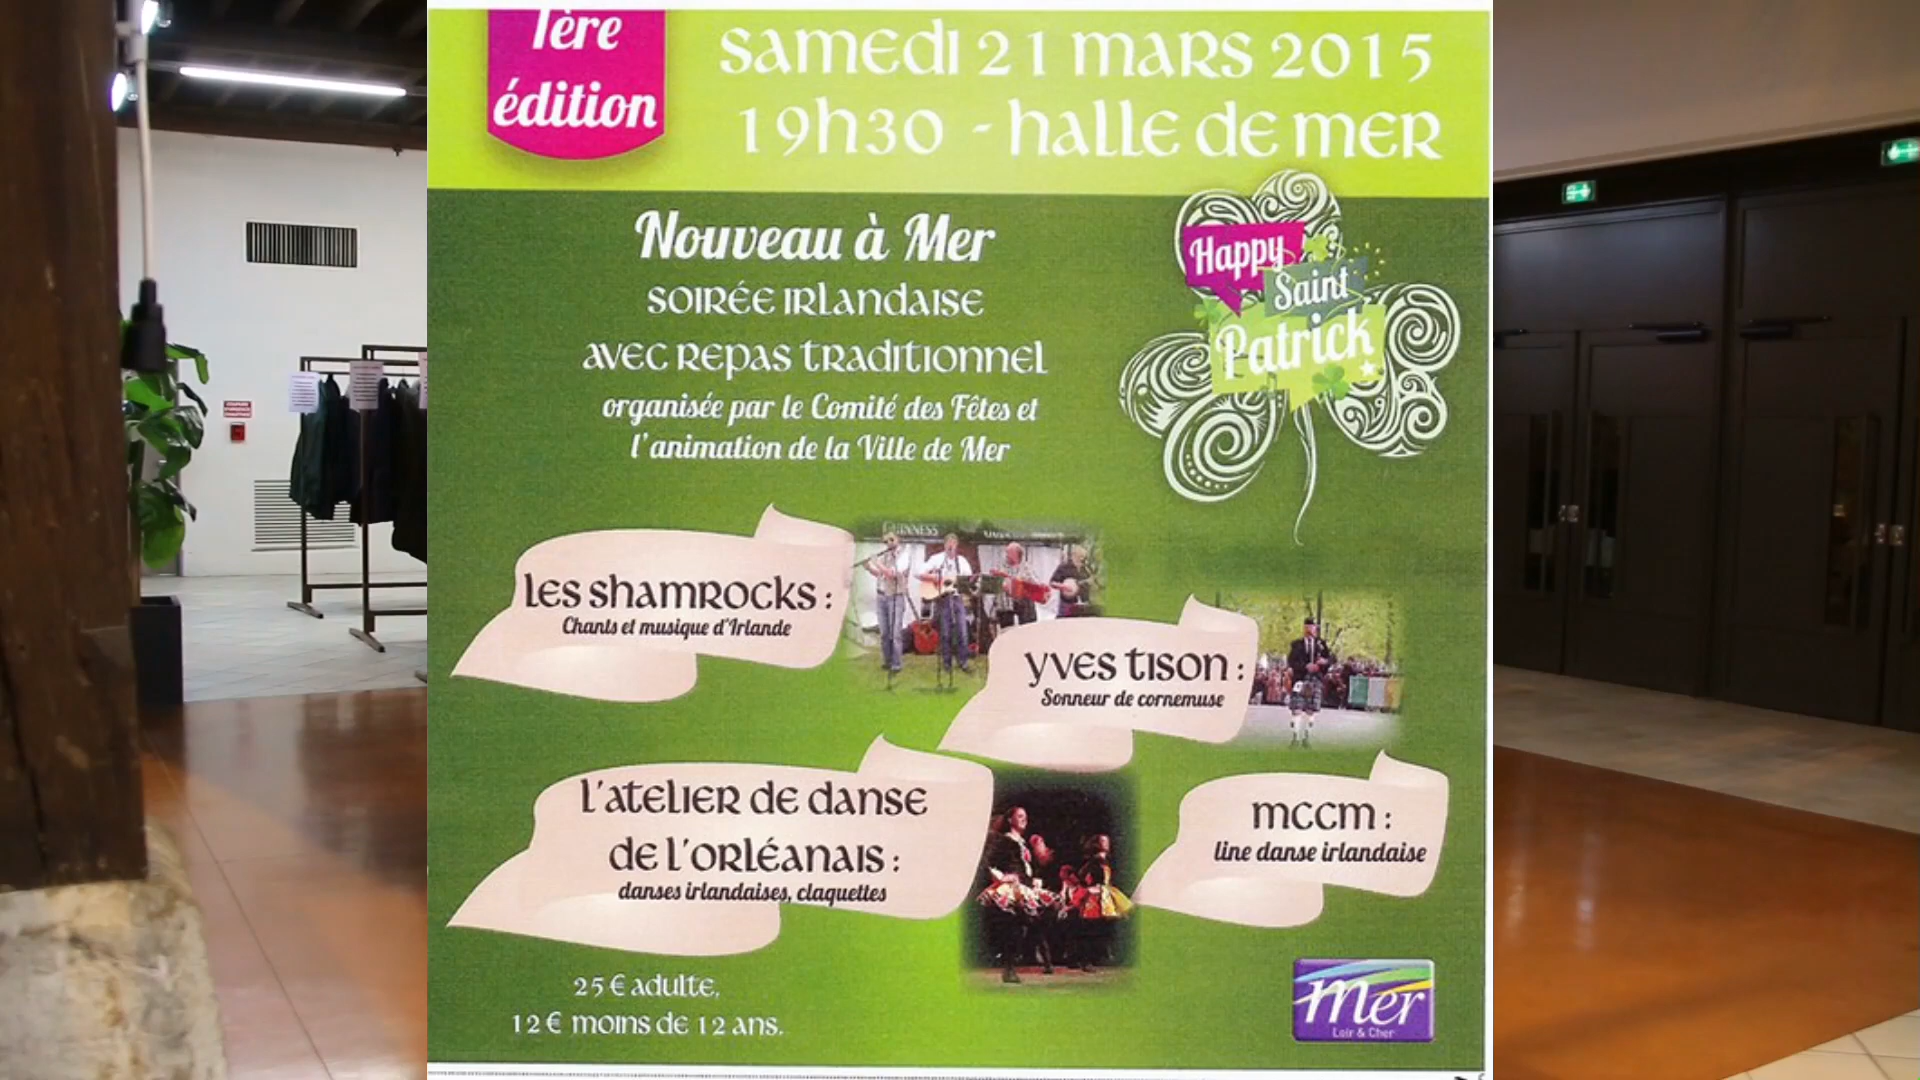 1ère
édition
SAMEDI 21 MARS 2015
19h30 - halle de mer
Nouveau à Mer
soirée irlandaise
avec repas traditionnel
organisée par le Comité des Fêtes et
l'animation de la Ville de Mer
Happy
Saint
Patrick
GUINNESS
les shamrocks :
Chants et musique d'Irlande
yves tison :
Sonneur de cornemuse
l'atelier de danse
de l'orléanais :
danses irlandaises, claquettes
mccm :
line danse irlandaise
25 € adulte,
12 € moins de 12 ans.
mer
Loir & Cher